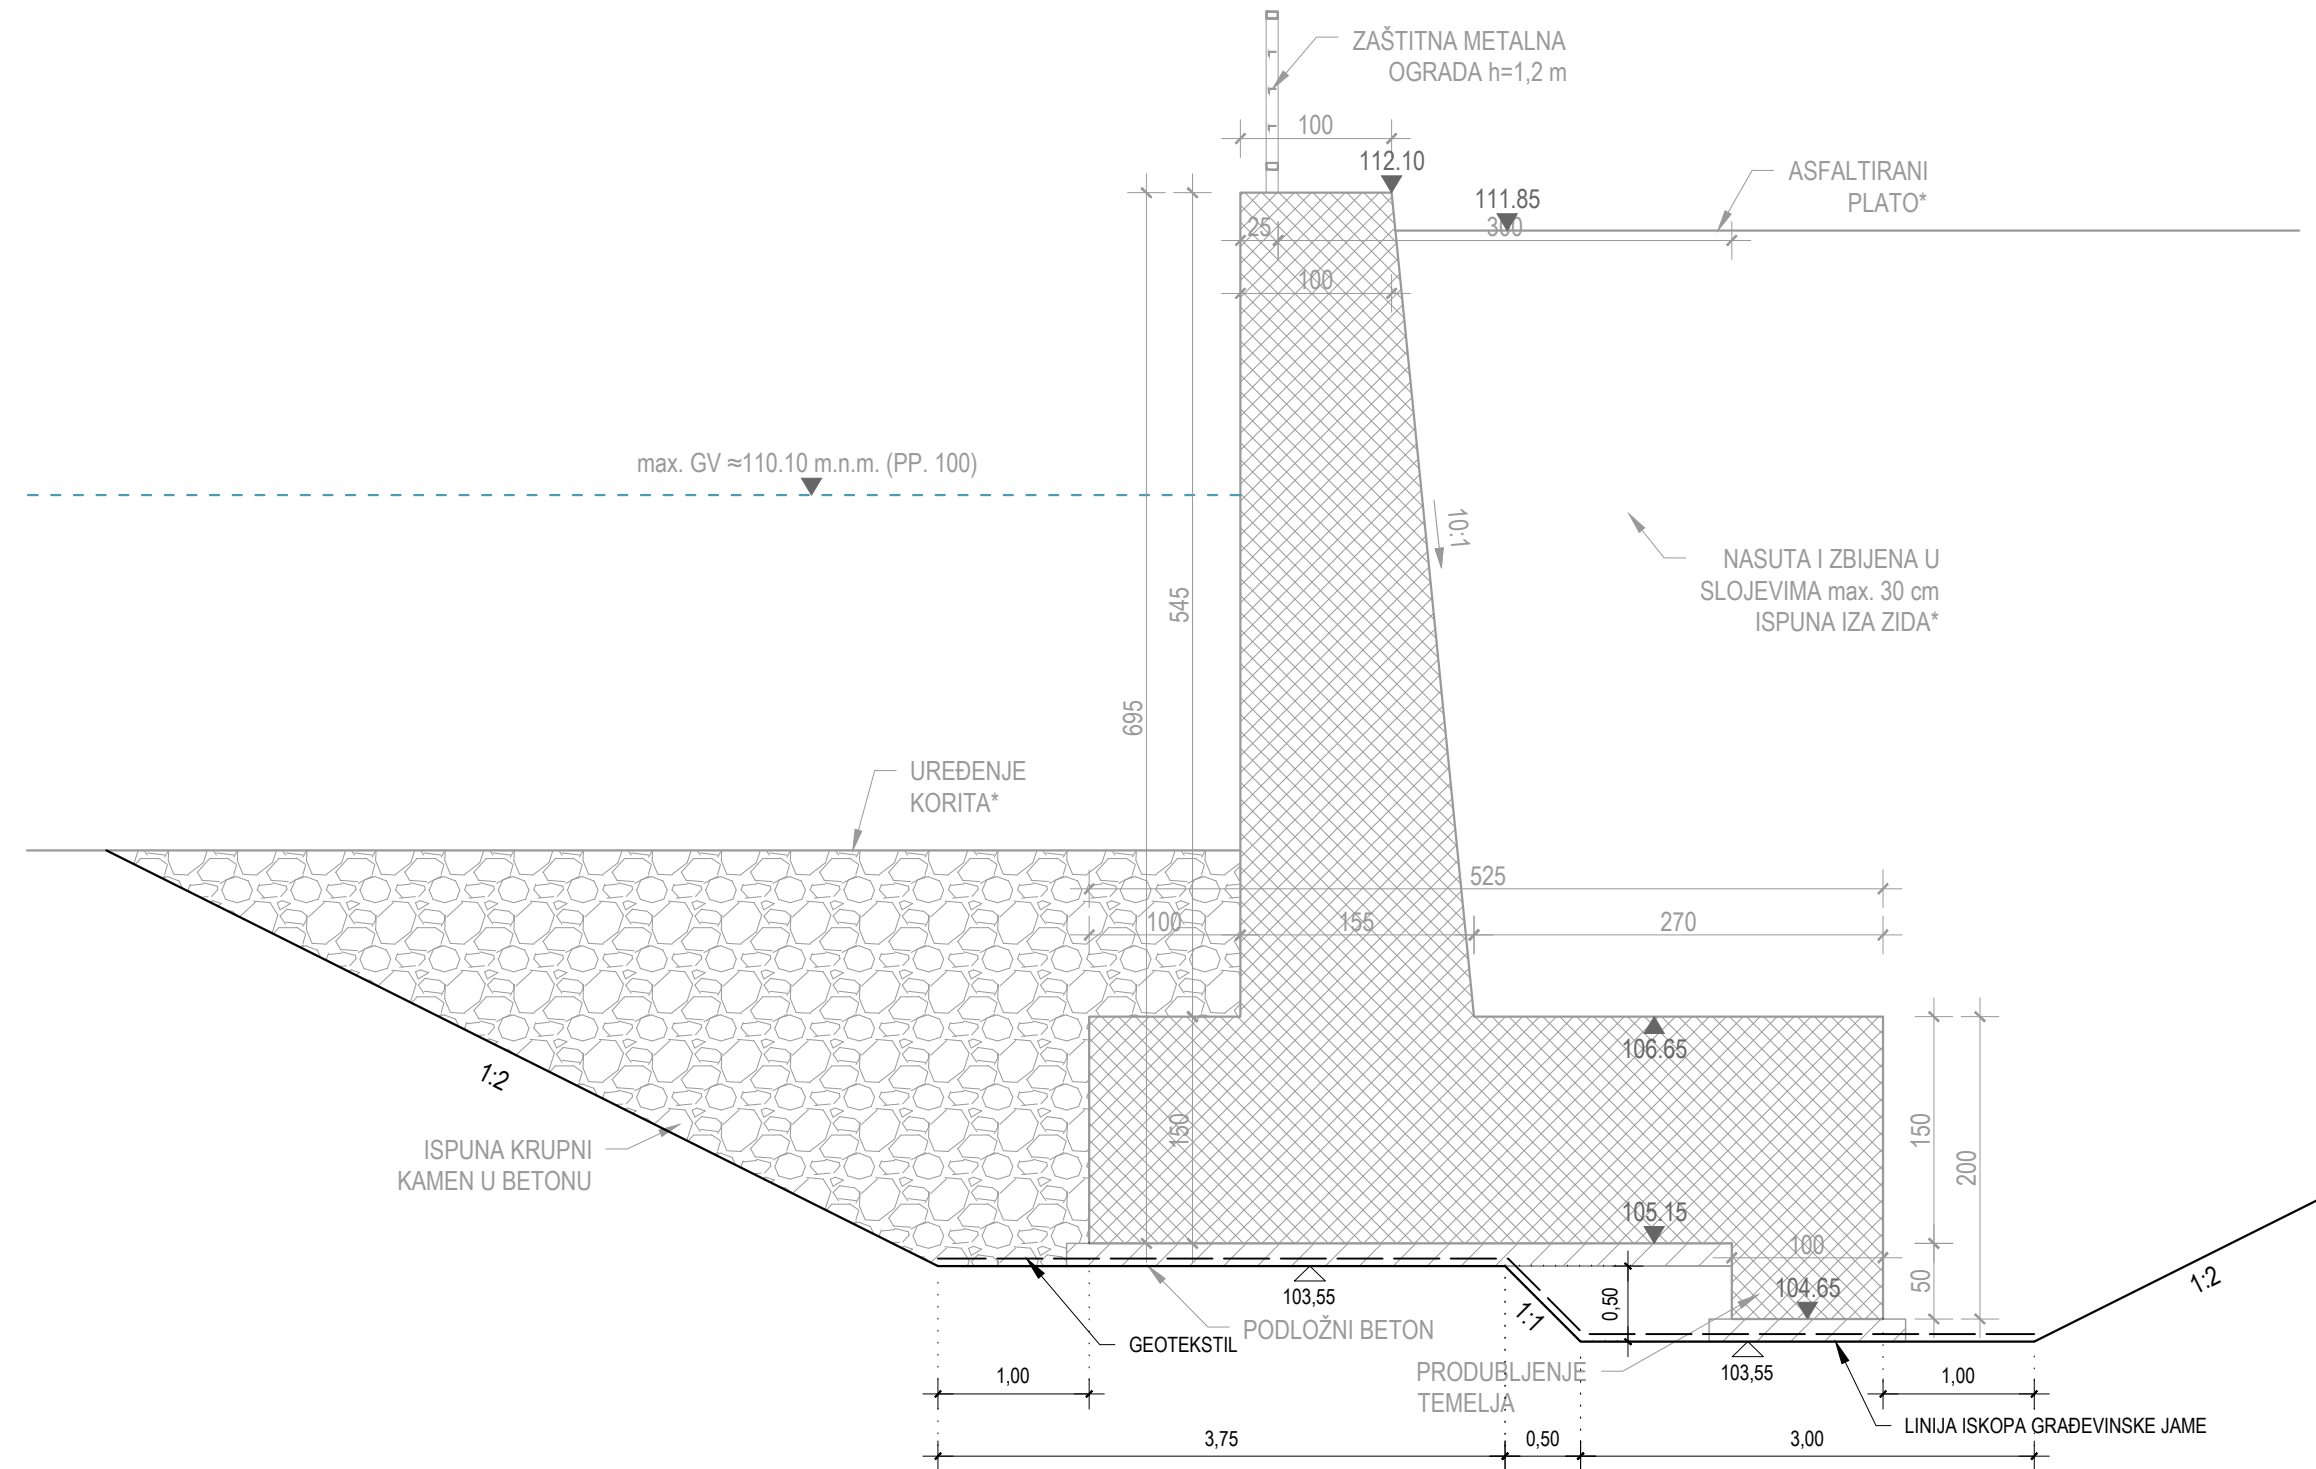 ZAŠTITNA METALNA
OGRADA h=1,2 m
100
112.10
111.85
ASFALTIRANI
PLATO*
25
300
100
max. GV ≈110.10 m.n.m. (PP. 100)
10:1
NASUTA I ZBIJENA U
SLOJEVIMA max. 30 cm
ISPUNA IZA ZIDA*
545
695
UREĐENJE
KORITA*
525
100
155
270
106.65
1:2
ISPUNA KRUPNI
KAMEN U BETONU
150
150
200
105.15
100
50
104.65
1:2
103,55
0,50
1:1
PODLOŽNI BETON
GEOTEKSTIL
PRODUBLJENJE
TEMELJA
103,55
1,00
1,00
LINIJA ISKOPA GRAĐEVINSKE JAME
3,75
0,50
3,00